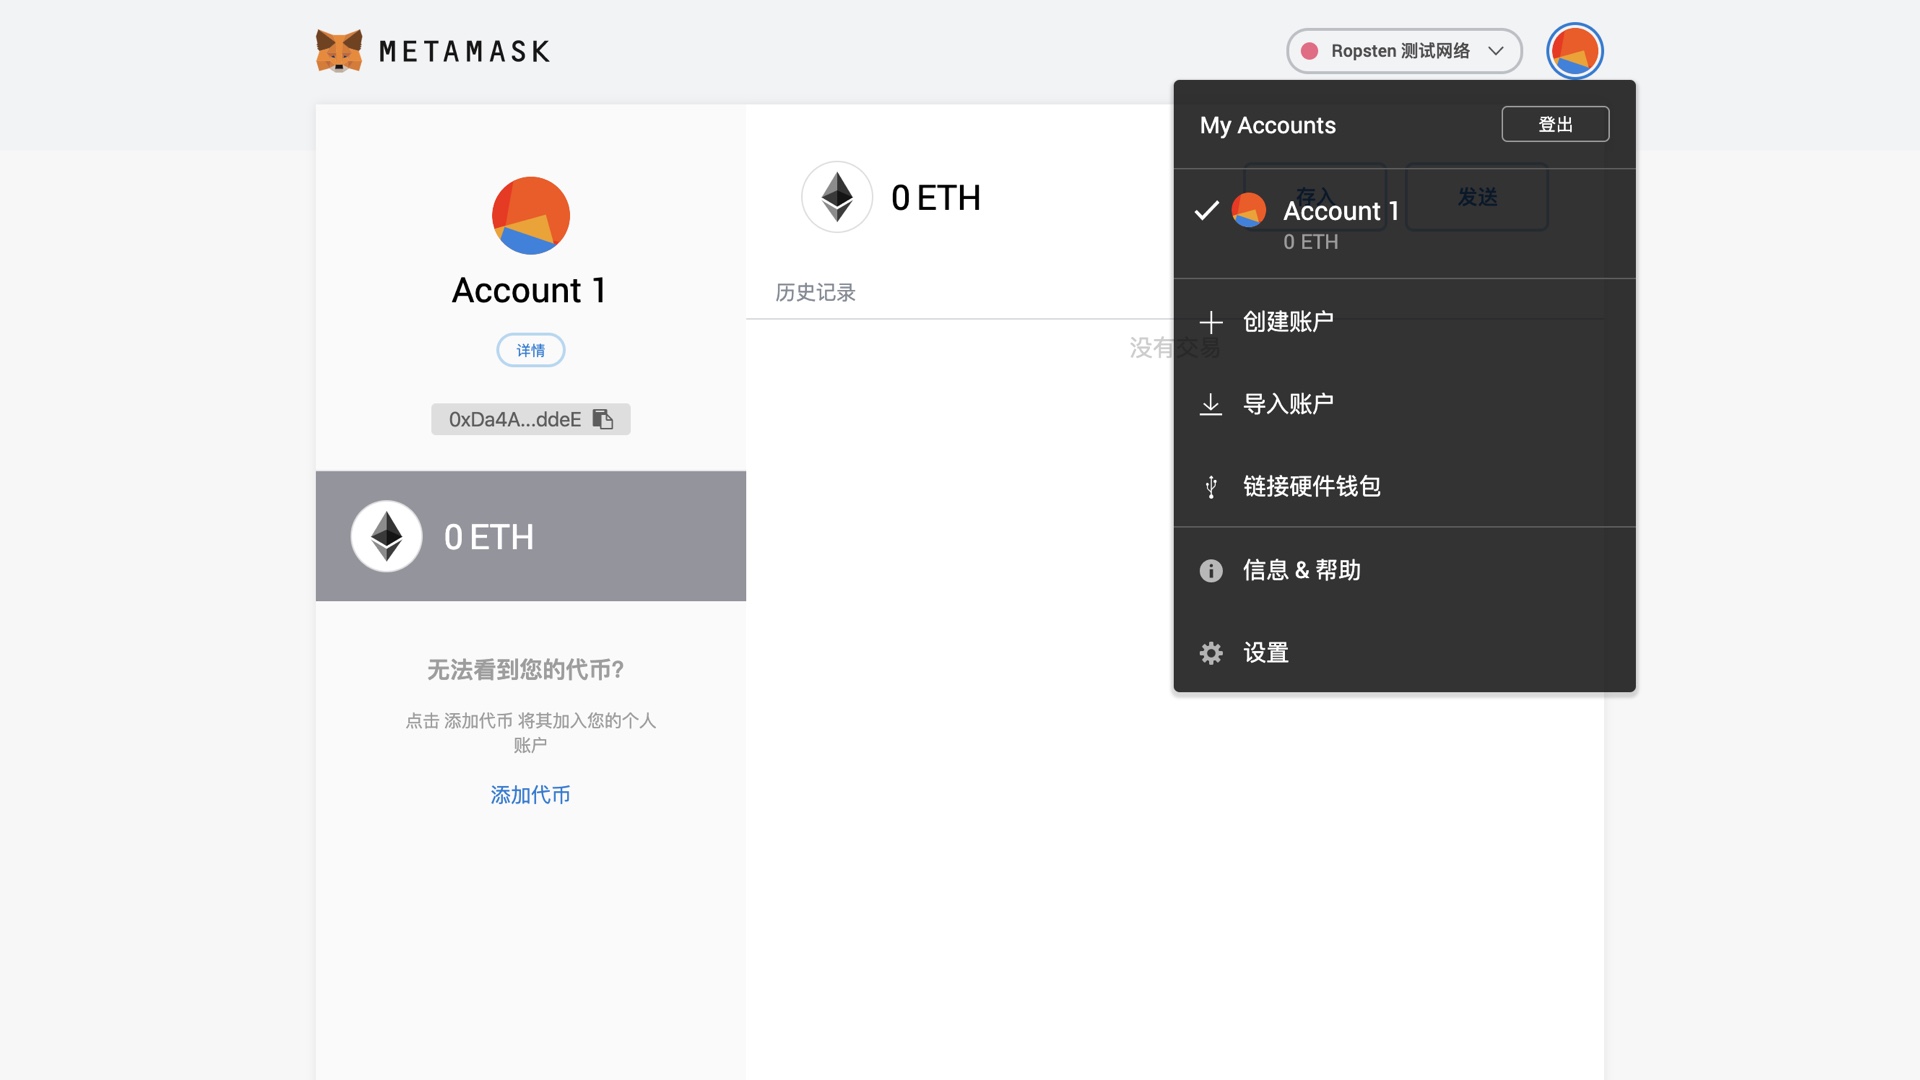 METAMASK
Ropsten 测试网络
My Accounts
登出
Account 1
0 ETH
创建账户
导入账户
链接硬件钱包
信息 & 帮助
设置
Account 1
详情
0xDa4A...ddeE
0 ETH
无法看到您的代币?
点击 添加代币 将其加入您的个人
账户
添加代币
0 ETH
存入
发送
历史记录
没有交易